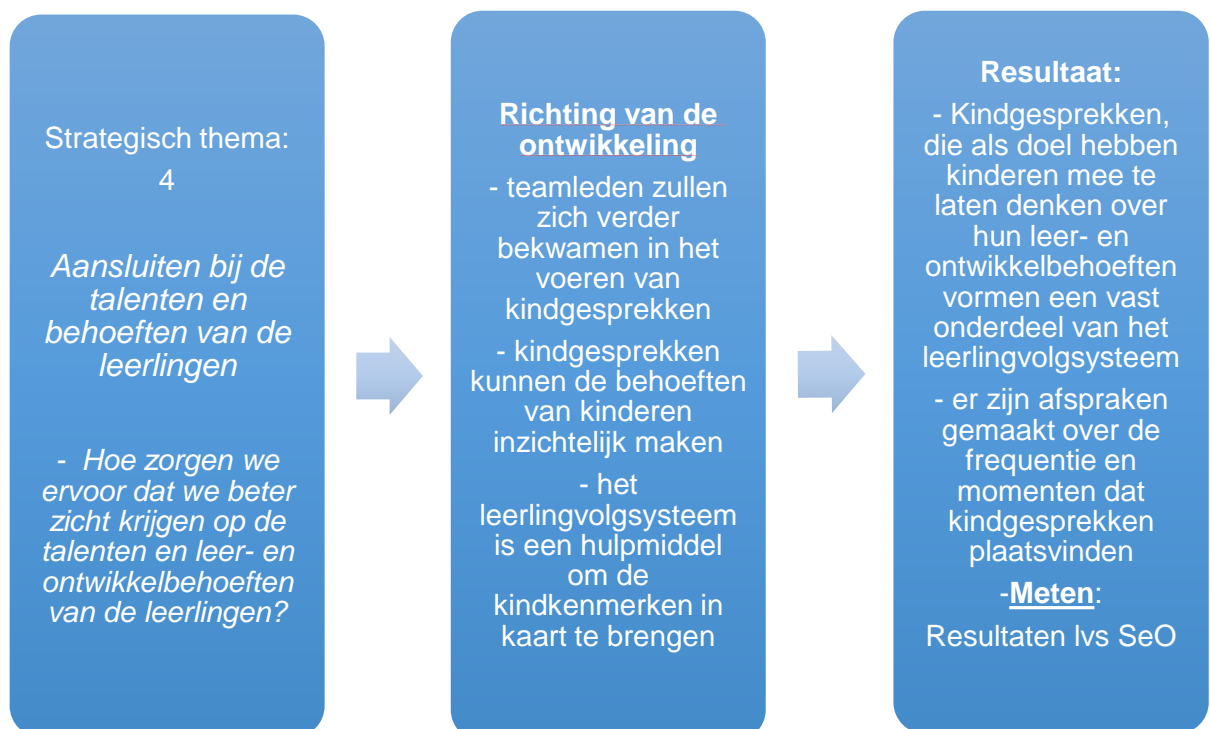 Strategisch thema:
4
Aansluiten bij de
talenten en
behoeften van de
leerlingen
- Hoe zorgen we
ervoor dat we beter
zicht krijgen op de
talenten en leer- en
ontwikkelbehoeften
van de leerlingen?
Richting van de
ontwikkeling
- teamleden zullen
zich verder
bekwamen in het
voeren van
kindgesprekken
- kindgesprekken
kunnen de behoeften
van kinderen
inzichtelijk maken
- het
leerlingvolgsysteem
is een hulpmiddel
om de
kindkenmerken in
kaart te brengen
Resultaat:
- Kindgesprekken,
die als doel hebben
kinderen mee te
laten denken over
hun leer- en
ontwikkelbehoeften
vormen een vast
onderdeel van het
leerlingvolgsysteem
- er zijn afspraken
gemaakt over de
frequentie en
momenten dat
kindgesprekken
plaatsvinden
-Meten:
Resultaten lvs SeO